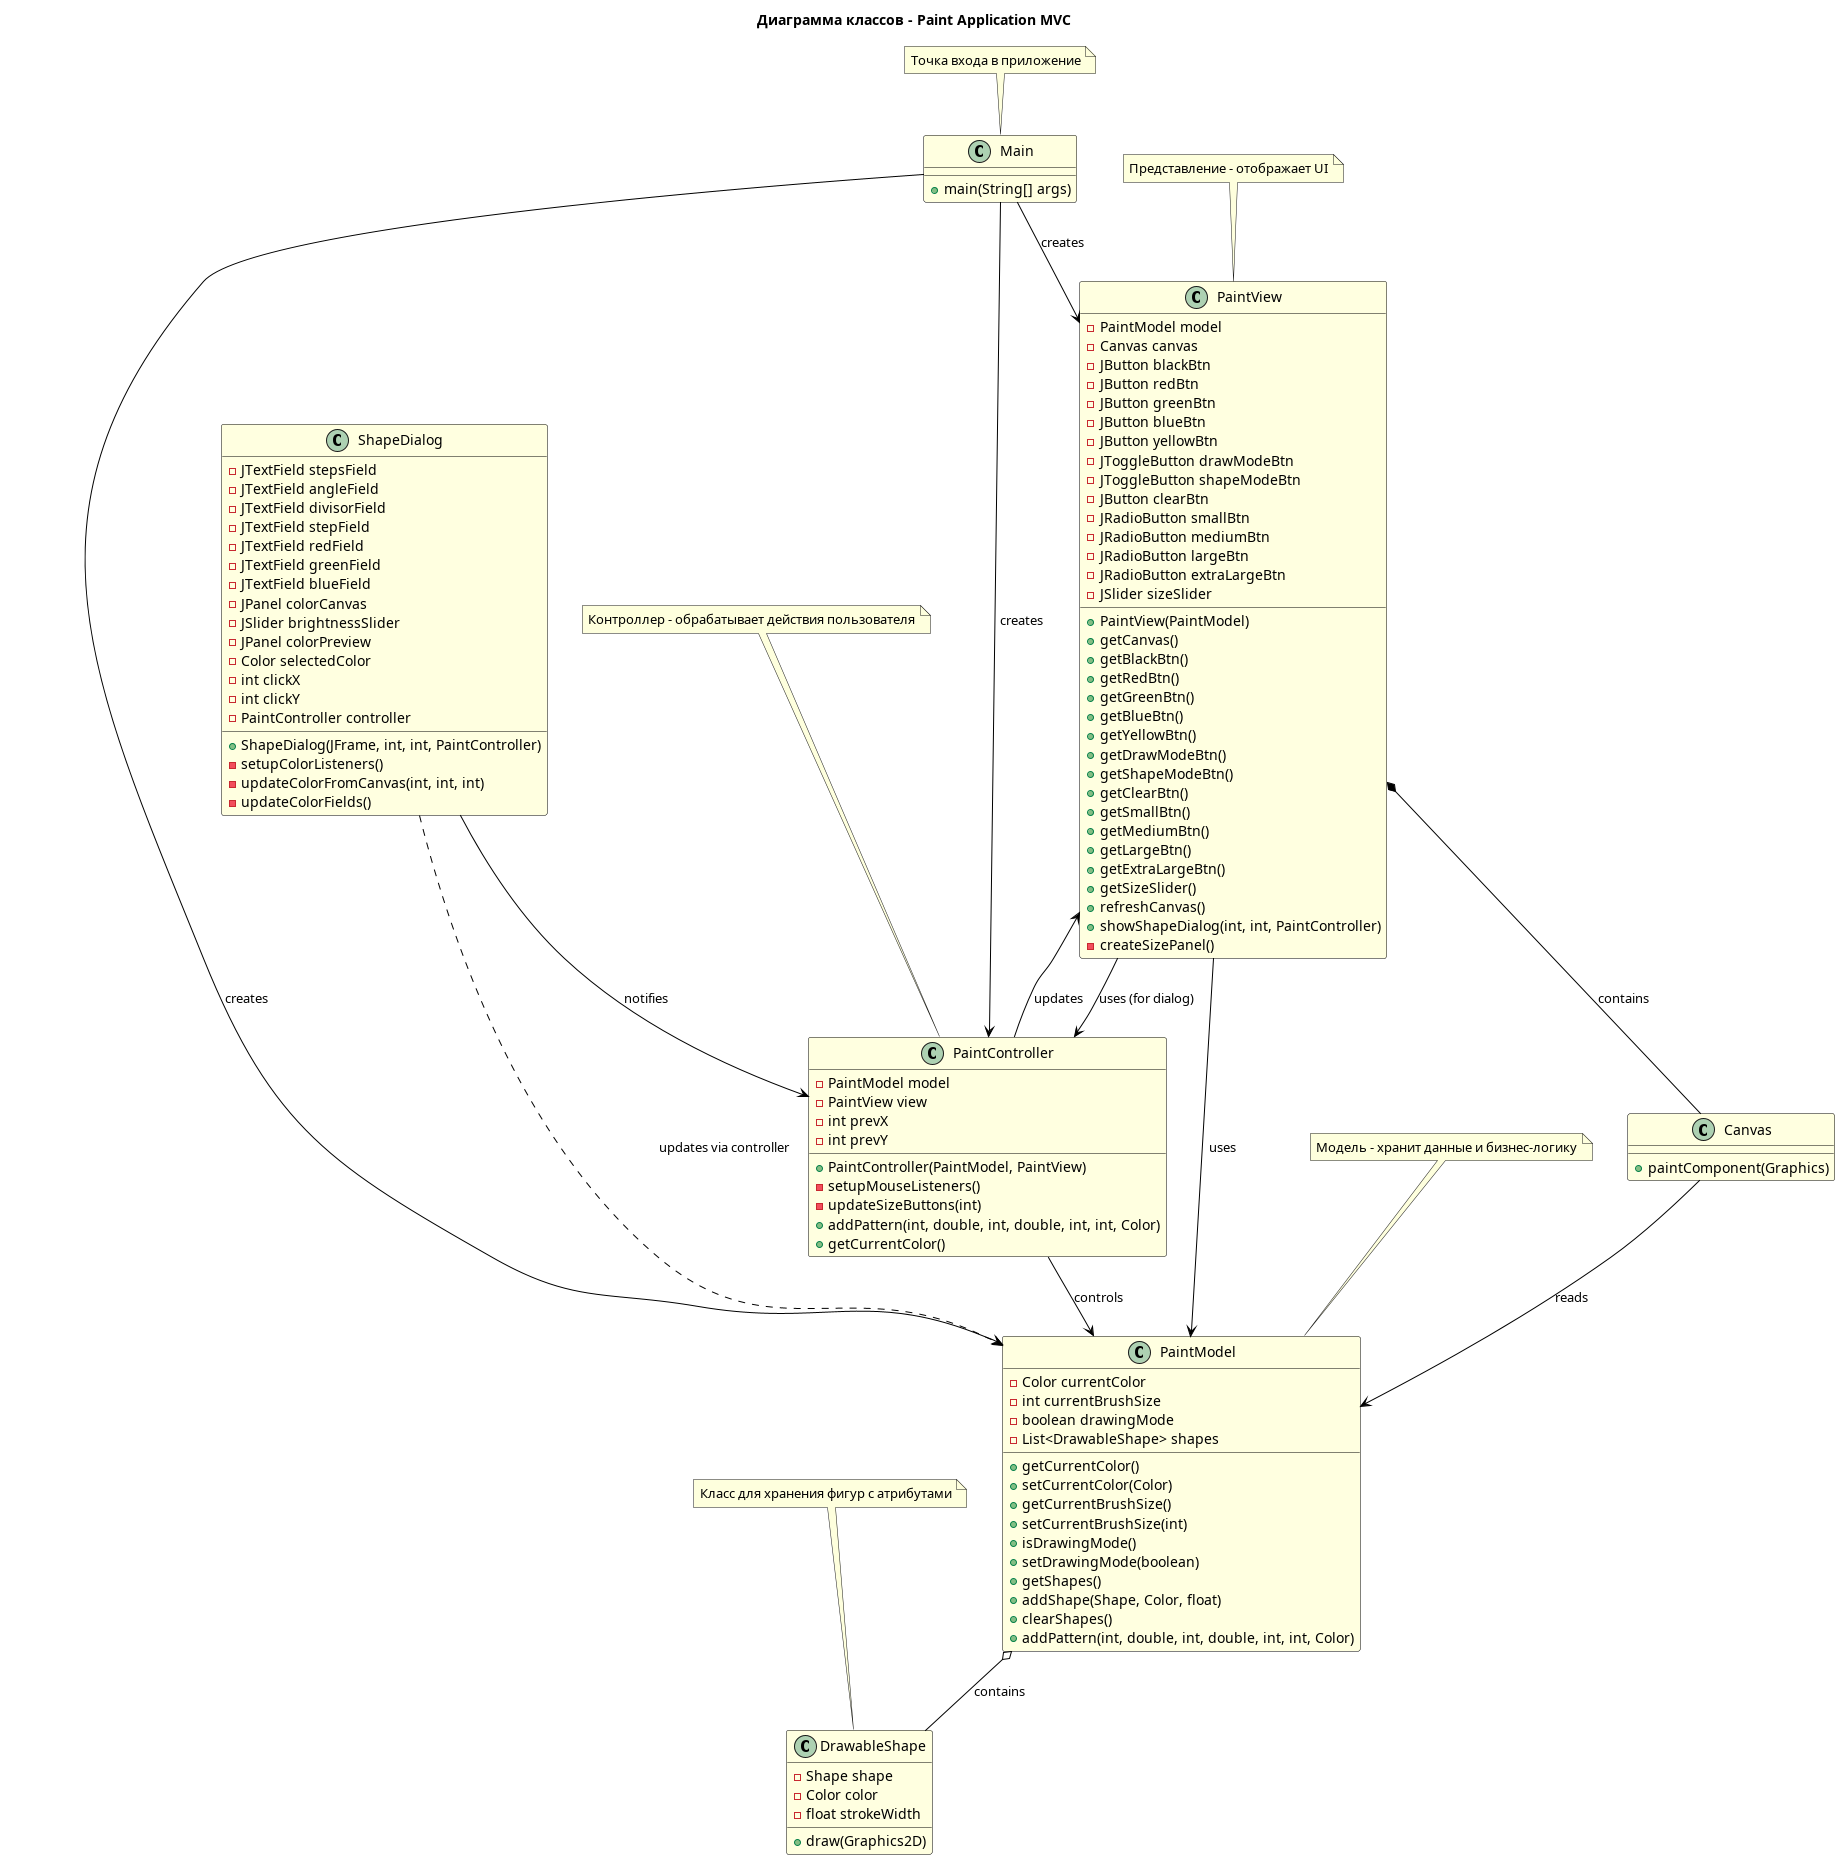 Диаграмма классов - Paint Application MVC
Точка входа в приложение
C Main
main(String[] args)
Представление - отображает UI
creates
C PaintView
PaintModel model
Canvas canvas
JButton blackBtn
JButton redBtn
JButton greenBtn
JButton blueBtn
JButton yellowBtn
JToggleButton drawModeBtn
JToggleButton shapeModeBtn
JButton clearBtn
JRadioButton smallBtn
JRadioButton mediumBtn
JRadioButton largeBtn
JRadioButton extraLargeBtn
JSlider sizeSlider
PaintView(PaintModel)
getCanvas()
getBlackBtn()
getRedBtn()
getGreenBtn()
getBlueBtn()
getYellowBtn()
getDrawModeBtn()
getShapeModeBtn()
getClearBtn()
getSmallBtn()
getMediumBtn()
getLargeBtn()
getExtraLargeBtn()
getSizeSlider()
refreshCanvas()
showShapeDialog(int, int, PaintController)
createSizePanel()
C ShapeDialog
JTextField stepsField
JTextField angleField
JTextField divisorField
JTextField stepField
JTextField redField
JTextField greenField
JTextField blueField
JPanel colorCanvas
JSlider brightnessSlider
JPanel colorPreview
Color selectedColor
int clickX
int clickY
PaintController controller
ShapeDialog(JFrame, int, int, PaintController)
setupColorListeners()
updateColorFromCanvas(int, int, int)
updateColorFields()
Контроллер - обрабатывает действия пользователя
creates
creates
notifies
updates
uses (for dialog)
contains
C PaintController
PaintModel model
PaintView view
int prevX
int prevY
PaintController(PaintModel, PaintView)
setupMouseListeners()
updateSizeButtons(int)
addPattern(int, double, int, double, int, int, Color)
getCurrentColor()
updates via controller
uses
Модель - хранит данные и бизнес-логику
C Canvas
paintComponent(Graphics)
controls
reads
C PaintModel
Color currentColor
int currentBrushSize
boolean drawingMode
List<DrawableShape> shapes
getCurrentColor()
setCurrentColor(Color)
getCurrentBrushSize()
setCurrentBrushSize(int)
isDrawingMode()
setDrawingMode(boolean)
getShapes()
addShape(Shape, Color, float)
clearShapes()
addPattern(int, double, int, double, int, int, Color)
Класс для хранения фигур с атрибутами
contains
C DrawableShape
Shape shape
Color color
float strokeWidth
draw(Graphics2D)